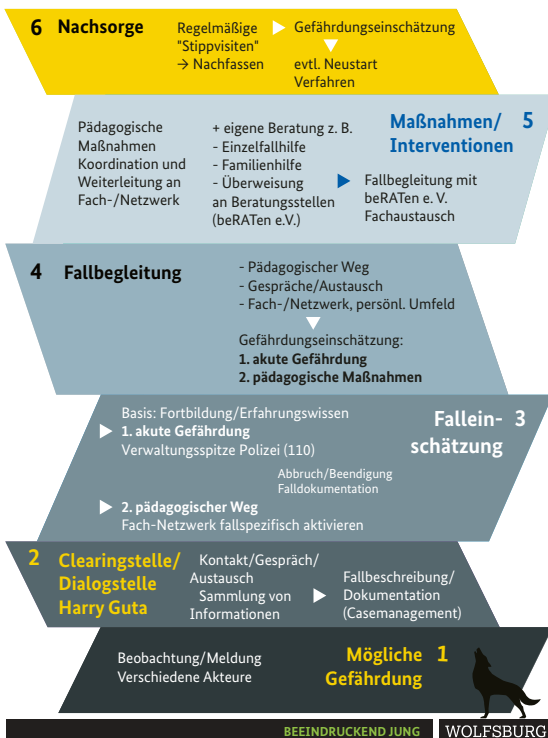 6 Nachsorge
Regelmäßige
"Stippvisiten"
→ Nachfassen
Gefährdungseinschätzung
evtl. Neustart
Verfahren
Pädagogische
Maßnahmen
Koordination und
Weiterleitung an
Fach-/Netzwerk
+ eigene Beratung z. B.
- Einzelfallhilfe
- Familienhilfe
- Überweisung
an Beratungsstellen
(beRATen e.V.)
Maßnahmen/ 5
Interventionen
Fallbegleitung mit
beRATen e. V.
Fachaustausch
4 Fallbegleitung
- Pädagogischer Weg
- Gespräche/Austausch
- Fach-/Netzwerk, persönl. Umfeld
Gefährdungseinschätzung:
1. akute Gefährdung
2. pädagogische Maßnahmen
Basis: Fortbildung/Erfahrungswissen
1. akute Gefährdung
Verwaltungsspitze Polizei (110)
Abbruch/Beendigung
Falldokumentation
2. pädagogischer Weg
Fach-Netzwerk fallspezifisch aktivieren
Fallein- 3
schätzung
2 Clearingstelle/
Dialogstelle
Harry Guta
Kontakt/Gespräch/
Austausch
Sammlung von
Informationen
Fallbeschreibung/
Dokumentation
(Casemanagement)
Beobachtung/Meldung
Verschiedene Akteure
Mögliche 1
Gefährdung
BEEINDRUCKEND JUNG
WOLFSBURG